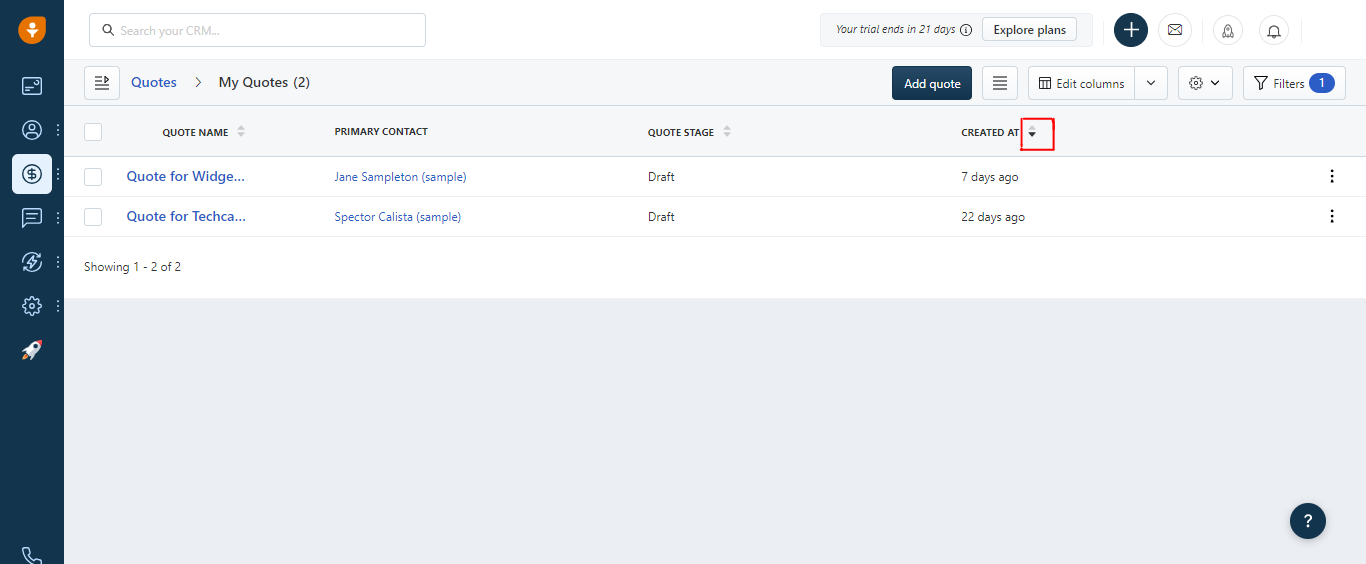 Search your CRM...
Your trial ends in 21 days
Explore plans
Quotes > My Quotes (2)
Add quote
Edit columns
Filters 1
QUOTE NAME PRIMARY CONTACT QUOTE STAGE CREATED AT
Quote for Widge... Jane Sampleton (sample) Draft 7 days ago
Quote for Techca... Spector Calista (sample) Draft 22 days ago
Showing 1 - 2 of 2
?